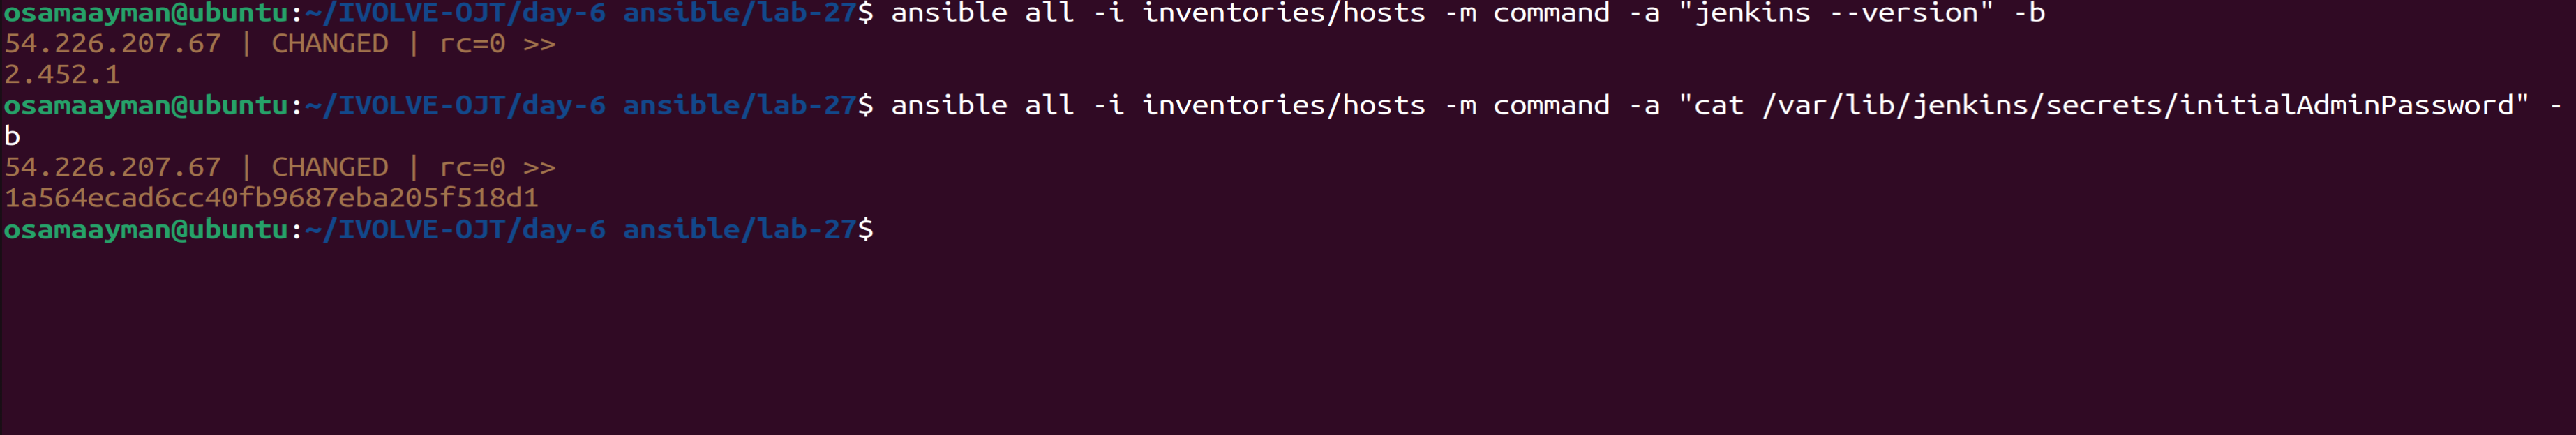 osamaayman@ubuntu:~/IVOLVE-OJT/day-6 ansible/lab-27$ ansible all -i inventories/hosts -m command -a "jenkins --version" -b
54.226.207.67 | CHANGED | rc=0 >>
2.452.1
osamaayman@ubuntu:~/IVOLVE-OJT/day-6 ansible/lab-27$ ansible all -i inventories/hosts -m command -a "cat /var/lib/jenkins/secrets/initialAdminPassword" -
b
54.226.207.67 | CHANGED | rc=0 >>
1a564ecad6cc40fb9687eba205f518d1
osamaayman@ubuntu:~/IVOLVE-OJT/day-6 ansible/lab-27$